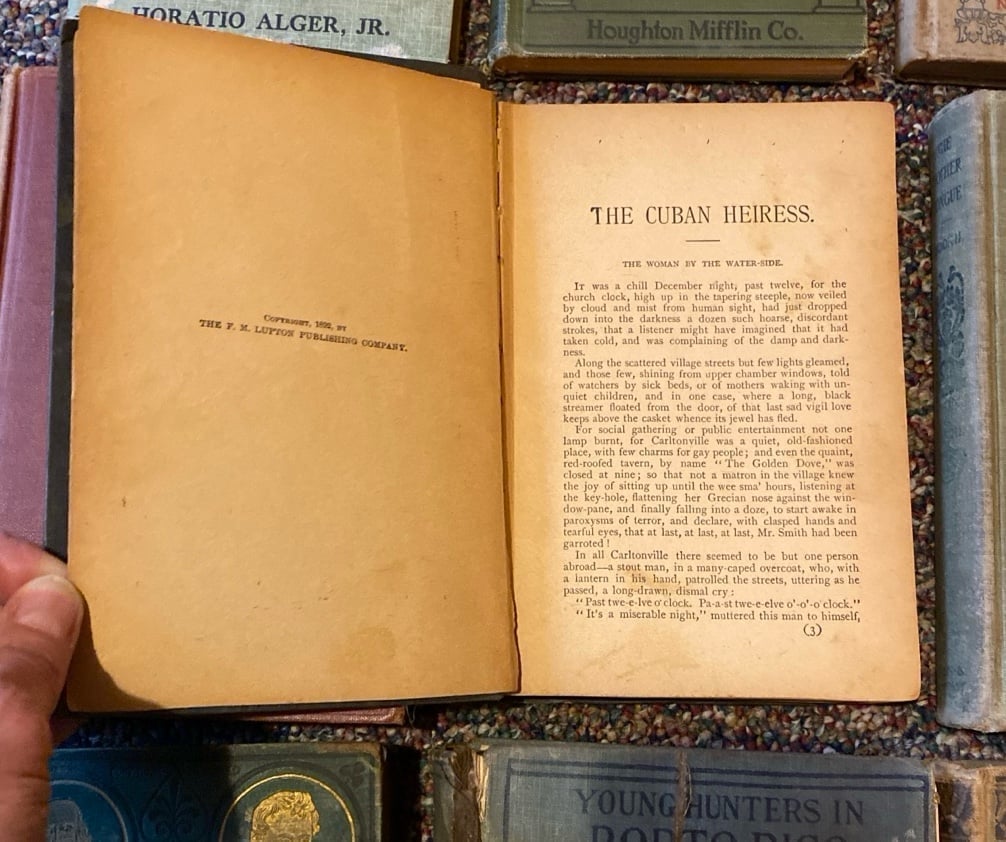 HORATIO ALGER, JR.
Houghton Mifflin Co.
COPYRIGHT, 1892, BY
THE F. M. LUPTON PUBLISHING COMPANY.
THE CUBAN HEIRESS.
THE WOMAN BY THE WATER-SIDE.
IT was a chill December night, past twelve, for the
church clock, high up in the tapering steeple, now veiled
by cloud and mist from human sight, had just dropped
down into the darkness a dozen such hoarse, discordant
strokes, that a listener might have imagined that it had
taken cold, and was complaining of the damp and dark-
ness.
Along the scattered village streets but few lights gleamed,
and those few, shining from upper chamber windows, told
of watchers by sick beds, or of mothers waking with un-
quiet children, and in one case, where a long, black
streamer floated from the door, of that last sad vigil love
keeps above the casket whence its jewel has fled.
For social gathering or public entertainment not one
lamp burnt, for Carltonville was a quiet, old-fashioned
place, with few charms for gay people; and even the quaint,
red-roofed tavern, by name "The Golden Dove," was
closed at nine; so that not a matron in the village knew
the joy of sitting up until the wee sma' hours, listening at
the key-hole, flattening her Grecian nose against the win-
dow-pane, and finally falling into a doze, to start awake in
paroxysms of terror, and declare, with clasped hands and
tearful eyes, that at last, at last, at last, Mr. Smith had been
garroted!
In all Carltonville there seemed to be but one person
abroad—a stout man, in a many-caped overcoat, who, with
a lantern in his hand, patrolled the streets, uttering as he
passed, a long-drawn, dismal cry:
"Past twe-e-lve o'clock. Pa-a-st twe-e-elve o'-o'-o'clock."
"It's a miserable night," muttered this man to himself,
(3)
YOUNG HUNTERS IN
PORTO RICO